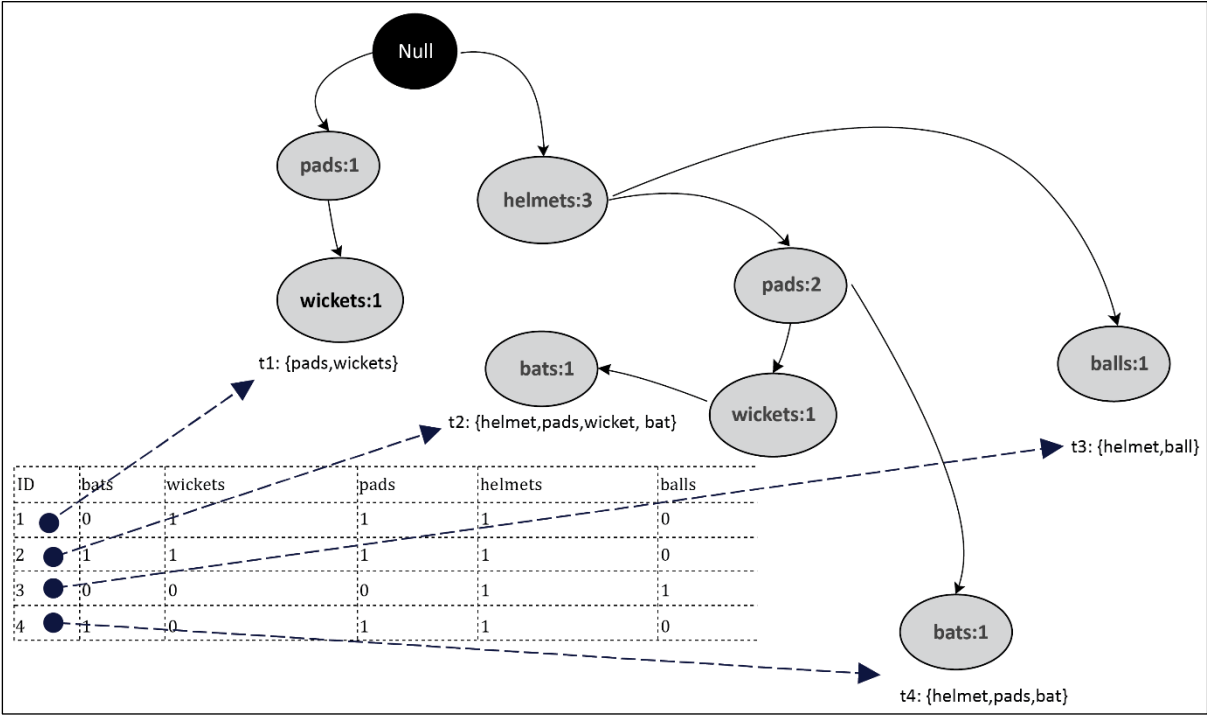 Null
pads:1
helmets:3
wickets:1
pads:2
t1: {pads,wickets}
bats:1
wickets:1
balls:1
t2: {helmet,pads,wicket, bat}
t3: {helmet,ball}
ID bats wickets pads helmets balls
1 0 1 1 1 0
2 1 1 1 1 0
3 0 0 0 1 1
4 1 0 1 1 0
bats:1
t4: {helmet,pads,bat}